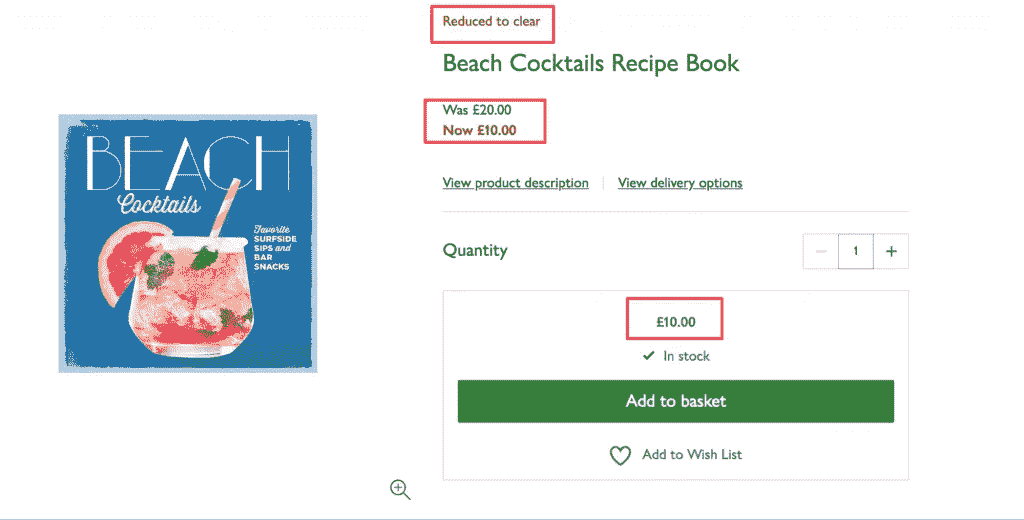 Reduced to clear
Beach Cocktails Recipe Book
Was £20.00
Now £10.00
BEACH
Cocktails
Favorite
SURFSIDE
SIPS and
BAR
SNACKS
View product description
View delivery options
Quantity
− 1 +
£10.00
✓ In stock
Add to basket
Add to Wish List